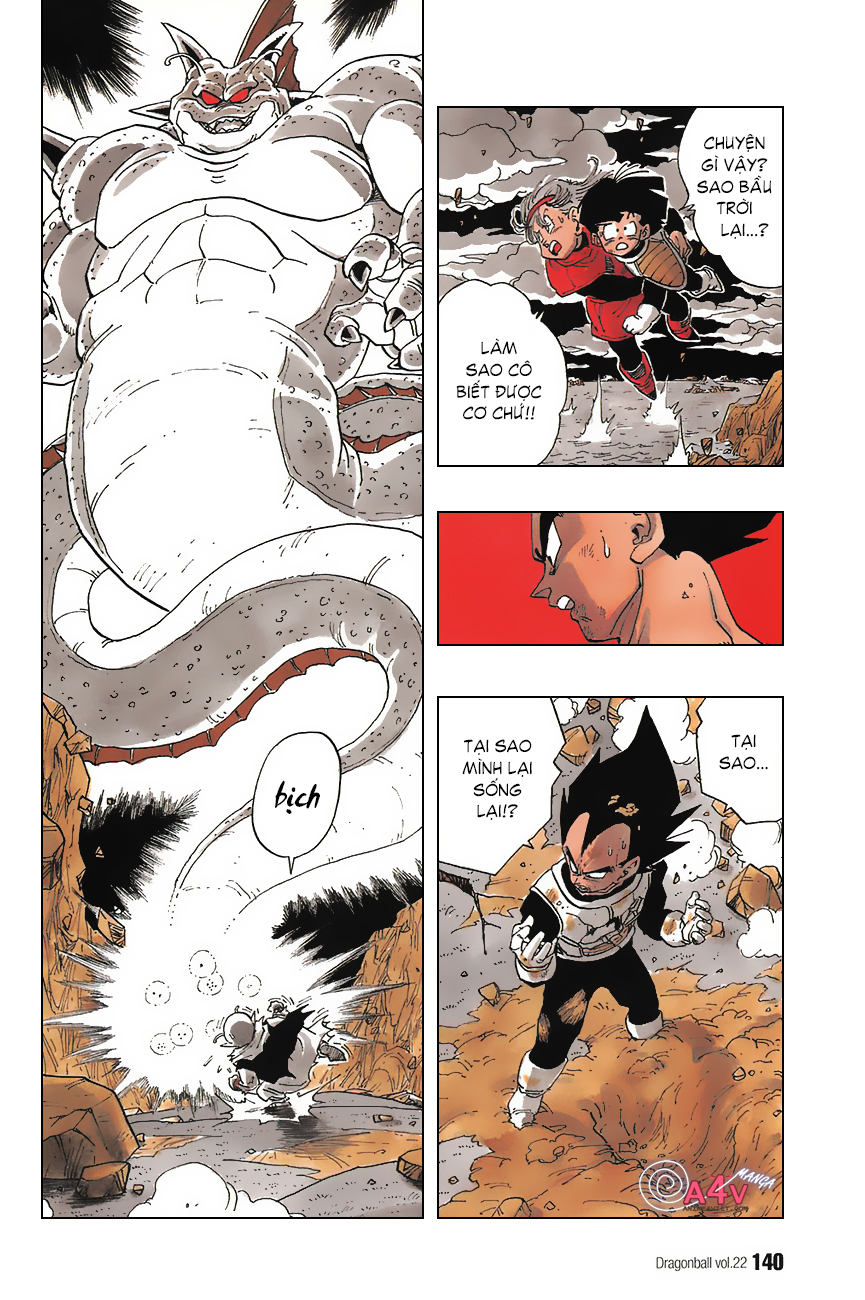 CHUYỆN
GÌ VẬY?
SAO BẦU
TRỜI
LẠI...?
LÀM
SAO CÔ
BIẾT ĐƯỢC
CƠ CHỨ!!
TẠI
SAO...
TẠI SAO
MÌNH LẠI
SỐNG
LẠI!?
bịch
A4V
MANGA
Dragonball vol.22 140